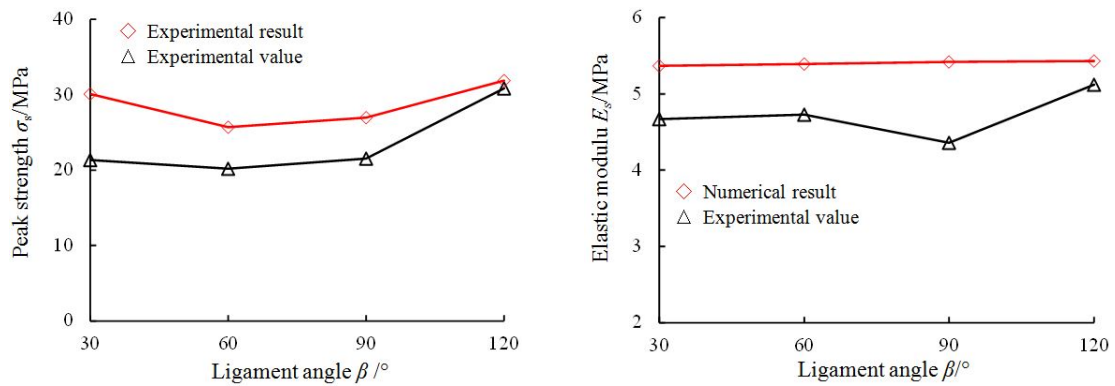 40
30
20
10
0
Peak strength σs/MPa
Experimental result
Experimental value
30 60 90 120
Ligament angle β /°
6
5
4
3
2
Elastic modulu Es/MPa
Numerical result
Experimental value
30 60 90 120
Ligament angle β/°